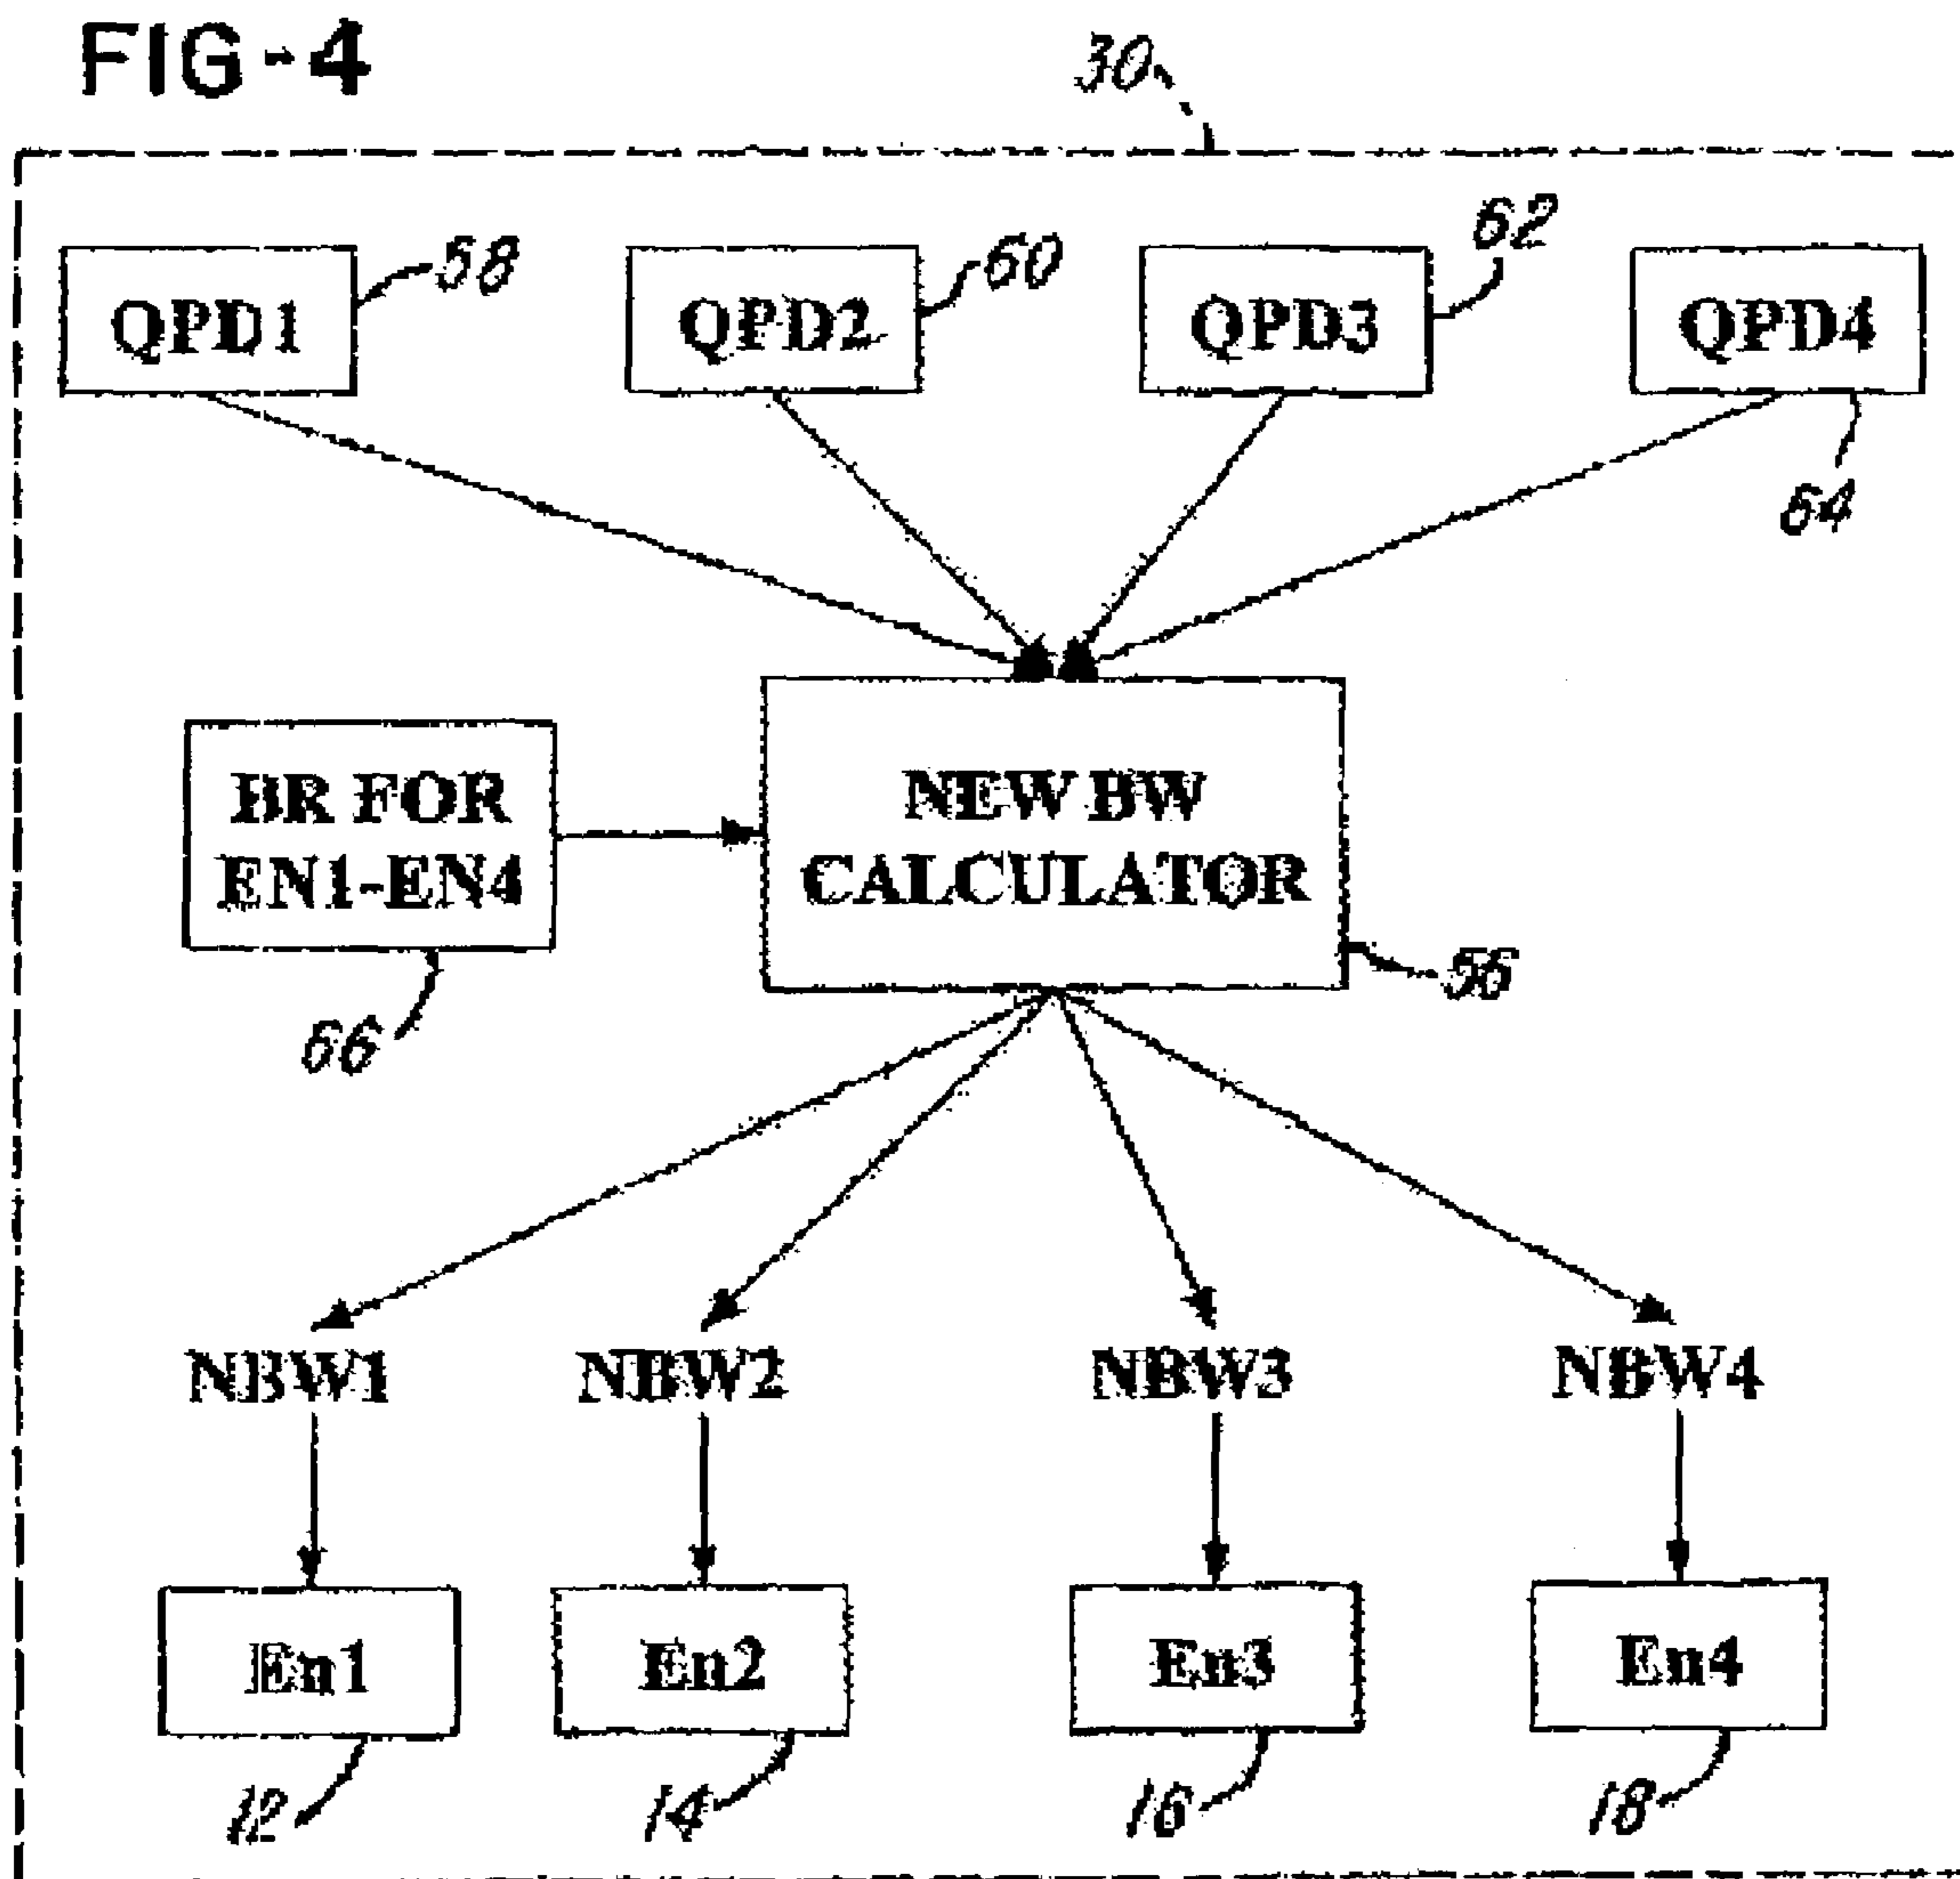 FIG-4
30
58
60
62
QPD1
QPD2
QPD3
QPD4
64
BR FOR
EN1-EN4
NEW BW
CALCULATOR
56
66
NBW1
NBW2
NBW3
NBW4
En1
En2
En3
En4
12
14
16
18